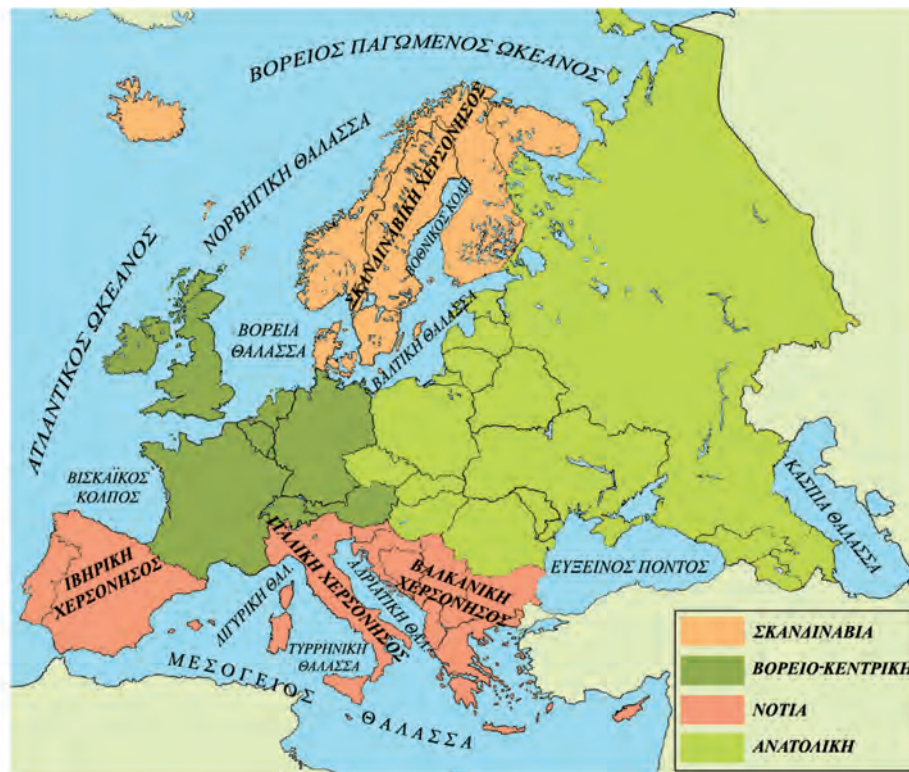 ΒΟΡΕΙΟΣ ΠΑΓΩΜΕΝΟΣ ΩΚΕΑΝΟΣ
ΝΟΡΒΗΓΙΚΗ ΘΑΛΑΣΣΑ
ΣΚΑΝΔΙΝΑΒΙΚΗ ΧΕΡΣΟΝΗΣΟΣ
ΒΟΘΝΙΚΟΣ ΚΟΛΠ.
ΑΤΛΑΝΤΙΚΟΣ ΩΚΕΑΝΟΣ
ΒΟΡΕΙΑ
ΘΑΛΑΣΣΑ
ΒΑΛΤΙΚΗ ΘΑΛΑΣΣΑ
ΒΙΣΚΑΪΚΟΣ
ΚΟΛΠΟΣ
ΚΑΣΠΙΑ ΘΑΛΑΣΣΑ
ΙΒΗΡΙΚΗ
ΧΕΡΣΟΝΗΣΟΣ
ΛΙΓΥΡΙΚΗ ΘΑΛ.
ΙΤΑΛΙΚΗ ΧΕΡΣΟΝΗΣΟΣ
ΑΔΡΙΑΤΙΚΗ ΘΑΛ.
ΒΑΛΚΑΝΙΚΗ
ΧΕΡΣΟΝΗΣΟΣ
ΕΥΞΕΙΝΟΣ ΠΟΝΤΟΣ
ΤΥΡΡΗΝΙΚΗ
ΘΑΛΑΣΣΑ
ΜΕΣΟΓΕΙΟΣ
ΘΑΛΑΣΣΑ
ΣΚΑΝΔΙΝΑΒΙΑ
ΒΟΡΕΙΟ-ΚΕΝΤΡΙΚΗ
ΝΟΤΙΑ
ΑΝΑΤΟΛΙΚΗ